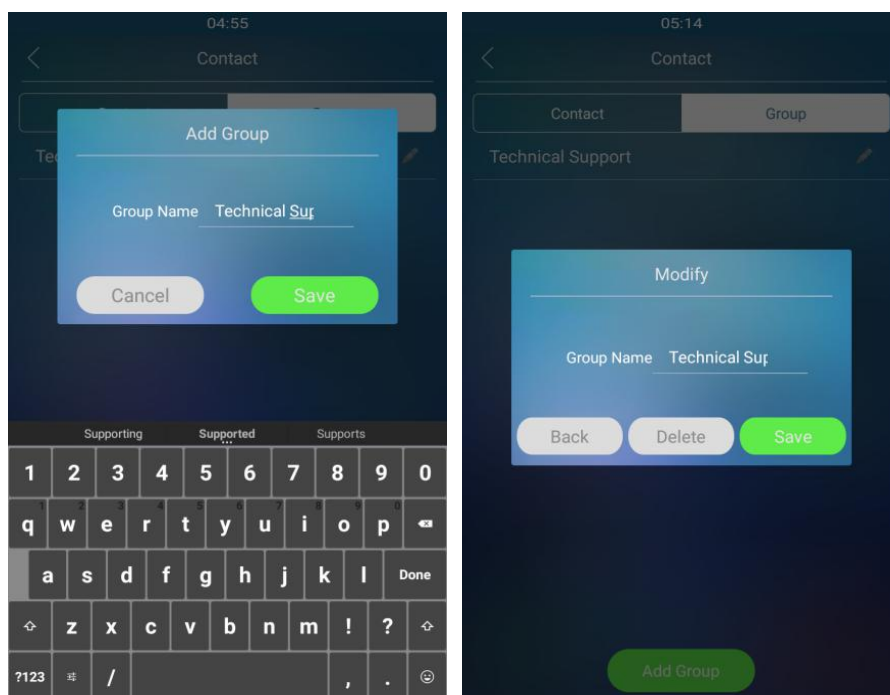 04:55
Contact
Add Group
Te
Group Name Technical Sup
Cancel Save
Supporting Supported Supports
1 2 3 4 5 6 7 8 9 0
q w e r t y u i o p
a s d f g h j k l Done
z x c v b n m ! ?
?123 / , .
05:14
Contact
Contact Group
Technical Support
Modify
Group Name Technical Sup
Back Delete Save
Add Group